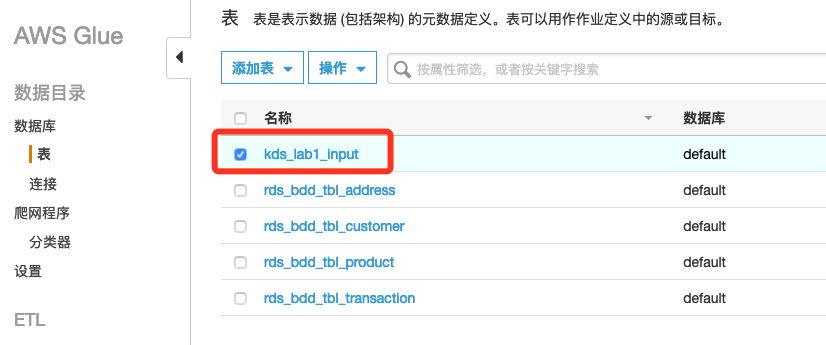 AWS Glue
数据目录
数据库
表
连接
爬网程序
分类器
设置
ETL
表 表是表示数据 (包括架构) 的元数据定义。表可以用作作业定义中的源或目标。
添加表 操作 按属性筛选，或者按关键字搜索
名称 数据库
kds_lab1_input default
rds_bdd_tbl_address default
rds_bdd_tbl_customer default
rds_bdd_tbl_product default
rds_bdd_tbl_transaction default